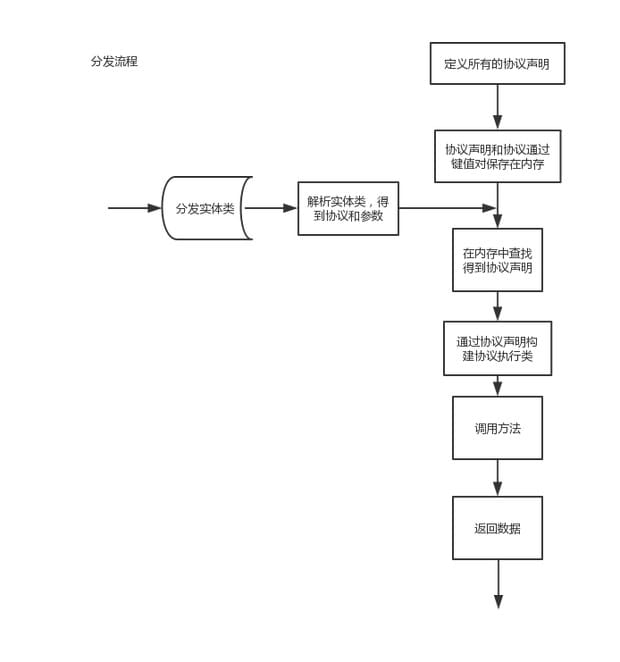 分发流程
定义所有的协议声明
协议声明和协议通过
键值对保存在内存
分发实体类
解析实体类，得
到协议和参数
在内存中查找
得到协议声明
通过协议声明构
建协议执行类
调用方法
返回数据